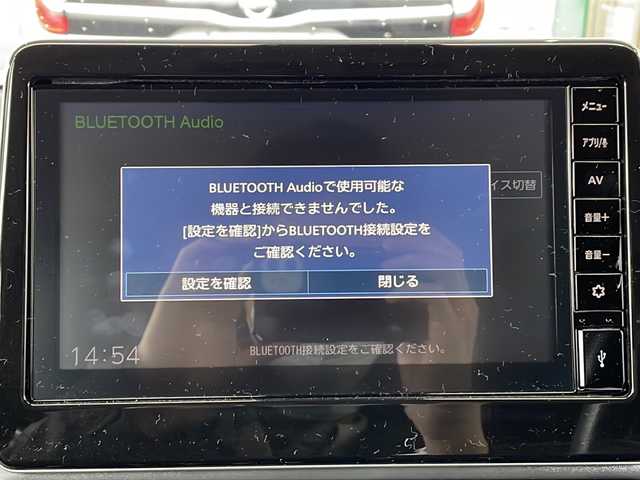 BLUETOOTH Audio
BLUETOOTH Audioで使用可能な
機器と接続できませんでした。
[設定を確認]からBLUETOOTH接続設定を
ご確認ください。
設定を確認
閉じる
イス切替
14:54
BLUETOOTH接続設定をご確認ください。
メニュー
アプリ/
AV
音量＋
音量－